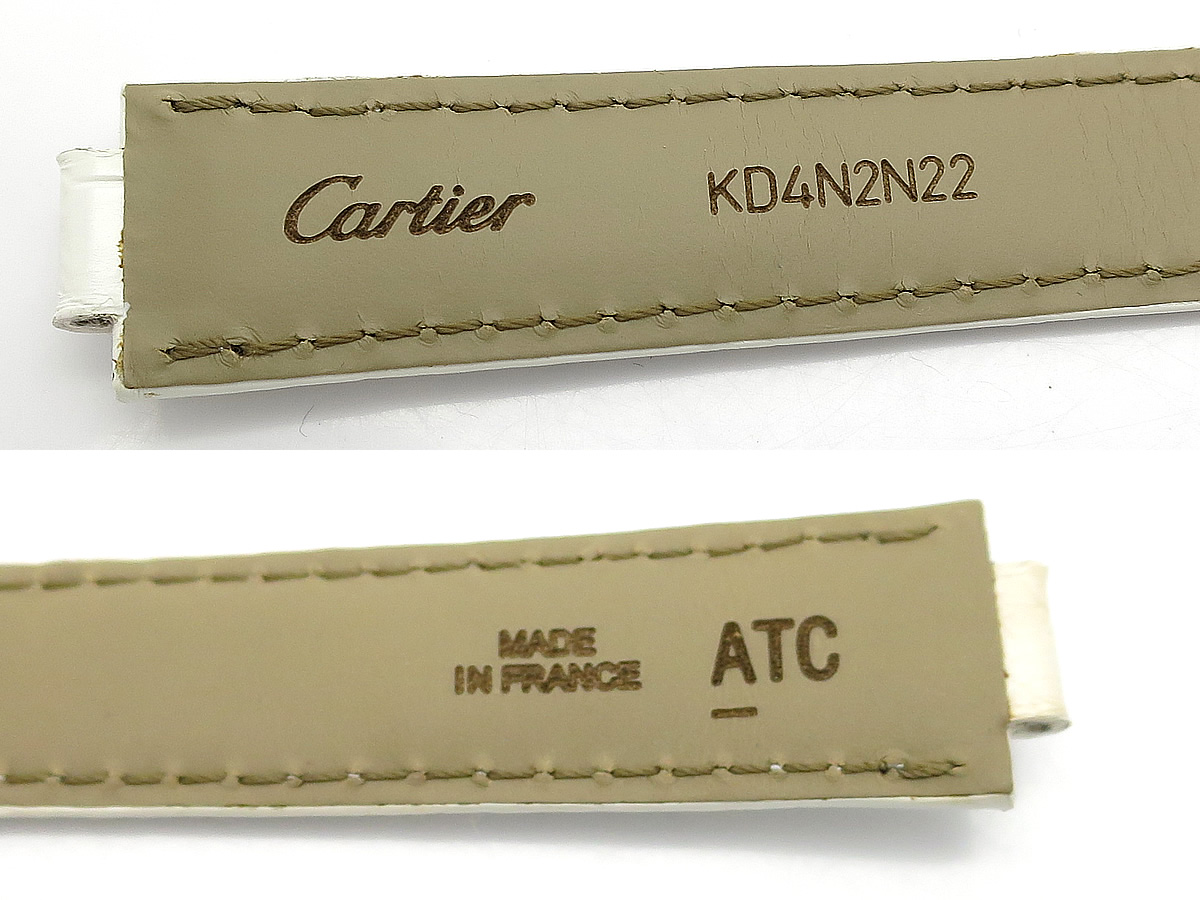 Cartier
KD4N2N22
MADE
IN FRANCE
ATC